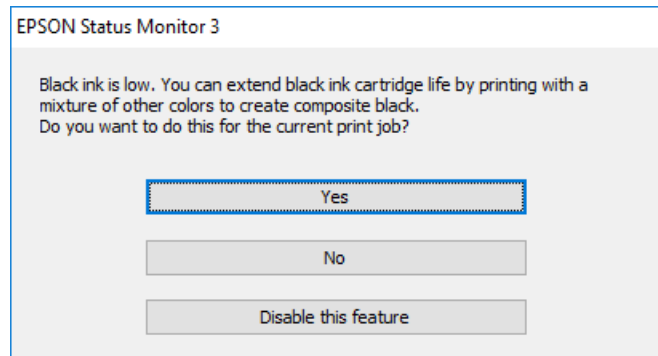 EPSON Status Monitor 3
Black ink is low. You can extend black ink cartridge life by printing with a
mixture of other colors to create composite black.
Do you want to do this for the current print job?
Yes
No
Disable this feature